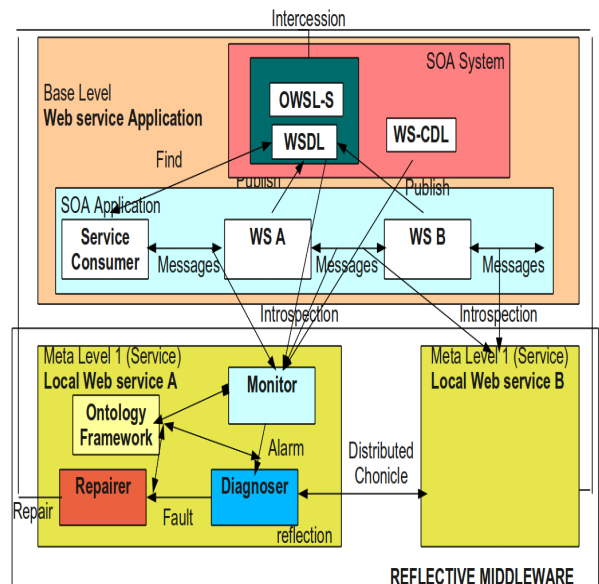 Intercession
SOA System
Base Level
Web service Application
OWSL-S
WSDL
WS-CDL
Find
Publish
Publish
SOA Application
Service
Consumer
WS A
WS B
Messages
Messages
Messages
Introspection
Introspection
Meta Level 1 (Service)
Local Web service A
Meta Level 1 (Service)
Local Web service B
Monitor
Ontology
Framework
Alarm
Distributed
Chonicle
Repairer
Diagnoser
Repair
Fault
reflection
REFLECTIVE MIDDLEWARE